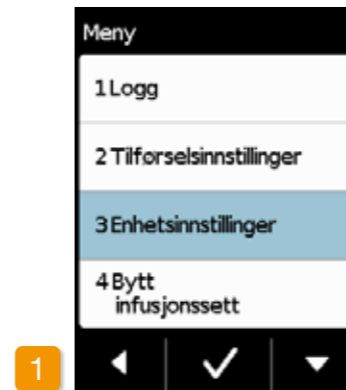 Meny
1 Logg
2 Tilførselsinnstillinger
3 Enhetsinnstillinger
4 Bytt
infusjonssett
1